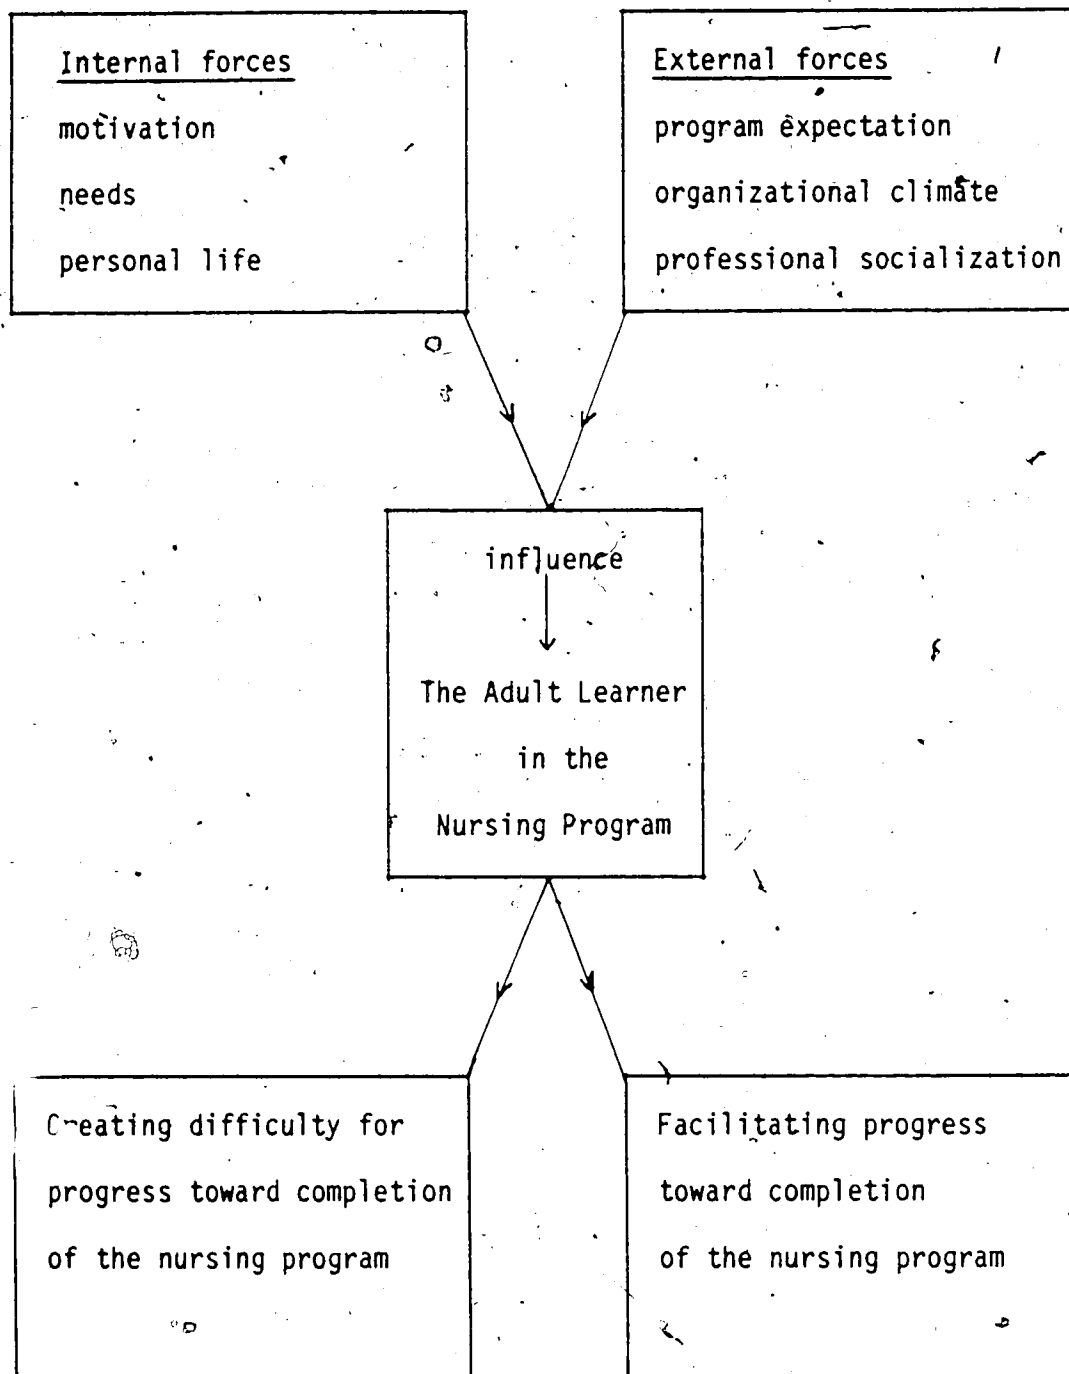 Internal forces
motivation
needs
personal life
External forces
program expectation
organizational climate
professional socialization
influence
The Adult Learner
in the
Nursing Program
Creating difficulty for
progress toward completion
of the nursing program
Facilitating progress
toward completion
of the nursing program